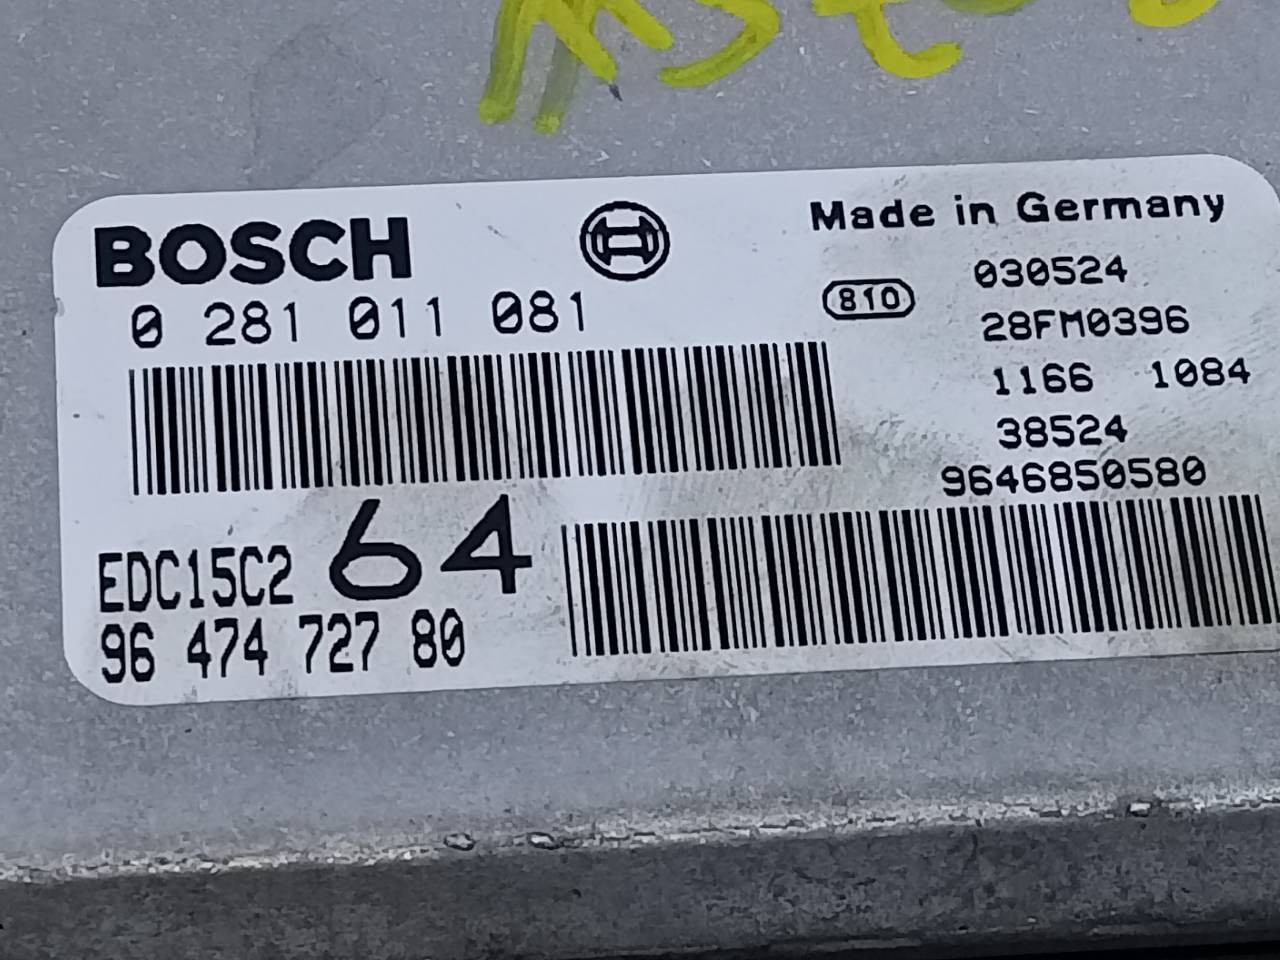 BOSCH
0 281 011 081
Made in Germany
810
030524
28FM0396
1166 1084
38524
9646850580
EDC15C2 64
96 474 727 80